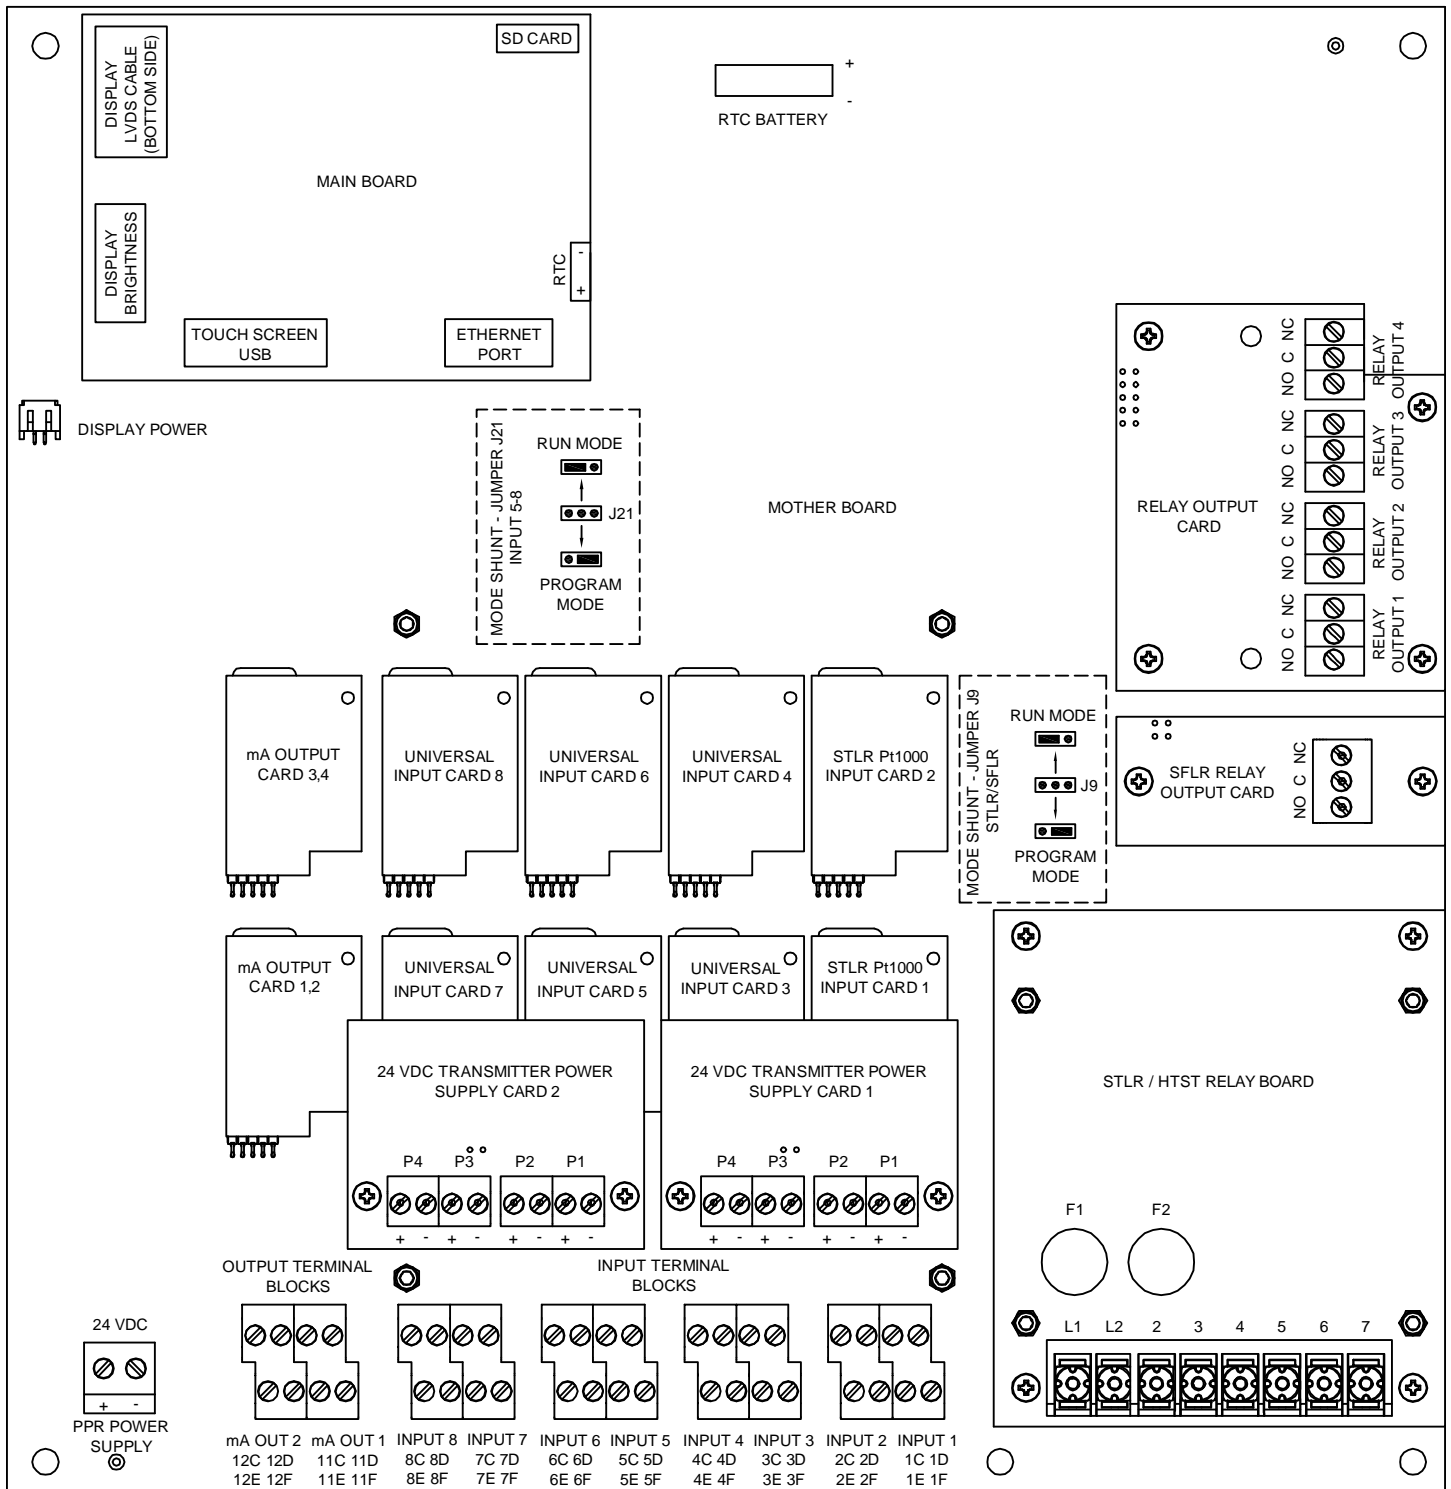 SD CARD
DISPLAY
LVDS CABLE
(BOTTOM SIDE)
+
-
RTC BATTERY
MAIN BOARD
DISPLAY
BRIGHTNESS
RTC
-
+
TOUCH SCREEN
USB
ETHERNET
PORT
DISPLAY POWER
MODE SHUNT - JUMPER J21
INPUT 5-8
RUN MODE
J21
PROGRAM
MODE
MOTHER BOARD
RELAY OUTPUT
CARD
NO C NC
RELAY
OUTPUT 4
NO C NC
RELAY
OUTPUT 3
NO C NC
RELAY
OUTPUT 2
NO C NC
RELAY
OUTPUT 1
mA OUTPUT
CARD 3,4
UNIVERSAL
INPUT CARD 8
UNIVERSAL
INPUT CARD 6
UNIVERSAL
INPUT CARD 4
STLR Pt1000
INPUT CARD 2
MODE SHUNT - JUMPER J9
STLR/SFLR
RUN MODE
J9
PROGRAM
MODE
SFLR RELAY
OUTPUT CARD
NO C NC
mA OUTPUT
CARD 1,2
UNIVERSAL
INPUT CARD 7
UNIVERSAL
INPUT CARD 5
UNIVERSAL
INPUT CARD 3
STLR Pt1000
INPUT CARD 1
24 VDC TRANSMITTER POWER
SUPPLY CARD 2
P4 P3 P2 P1
+ - + - + - + -
24 VDC TRANSMITTER POWER
SUPPLY CARD 1
P4 P3 P2 P1
+ - + - + - + -
STLR / HTST RELAY BOARD
F1 F2
L1 L2 2 3 4 5 6 7
OUTPUT TERMINAL
BLOCKS
INPUT TERMINAL
BLOCKS
24 VDC
+ -
PPR POWER
SUPPLY
mA OUT 2
12C 12D
12E 12F
mA OUT 1
11C 11D
11E 11F
INPUT 8
8C 8D
8E 8F
INPUT 7
7C 7D
7E 7F
INPUT 6
6C 6D
6E 6F
INPUT 5
5C 5D
5E 5F
INPUT 4
4C 4D
4E 4F
INPUT 3
3C 3D
3E 3F
INPUT 2
2C 2D
2E 2F
INPUT 1
1C 1D
1E 1F